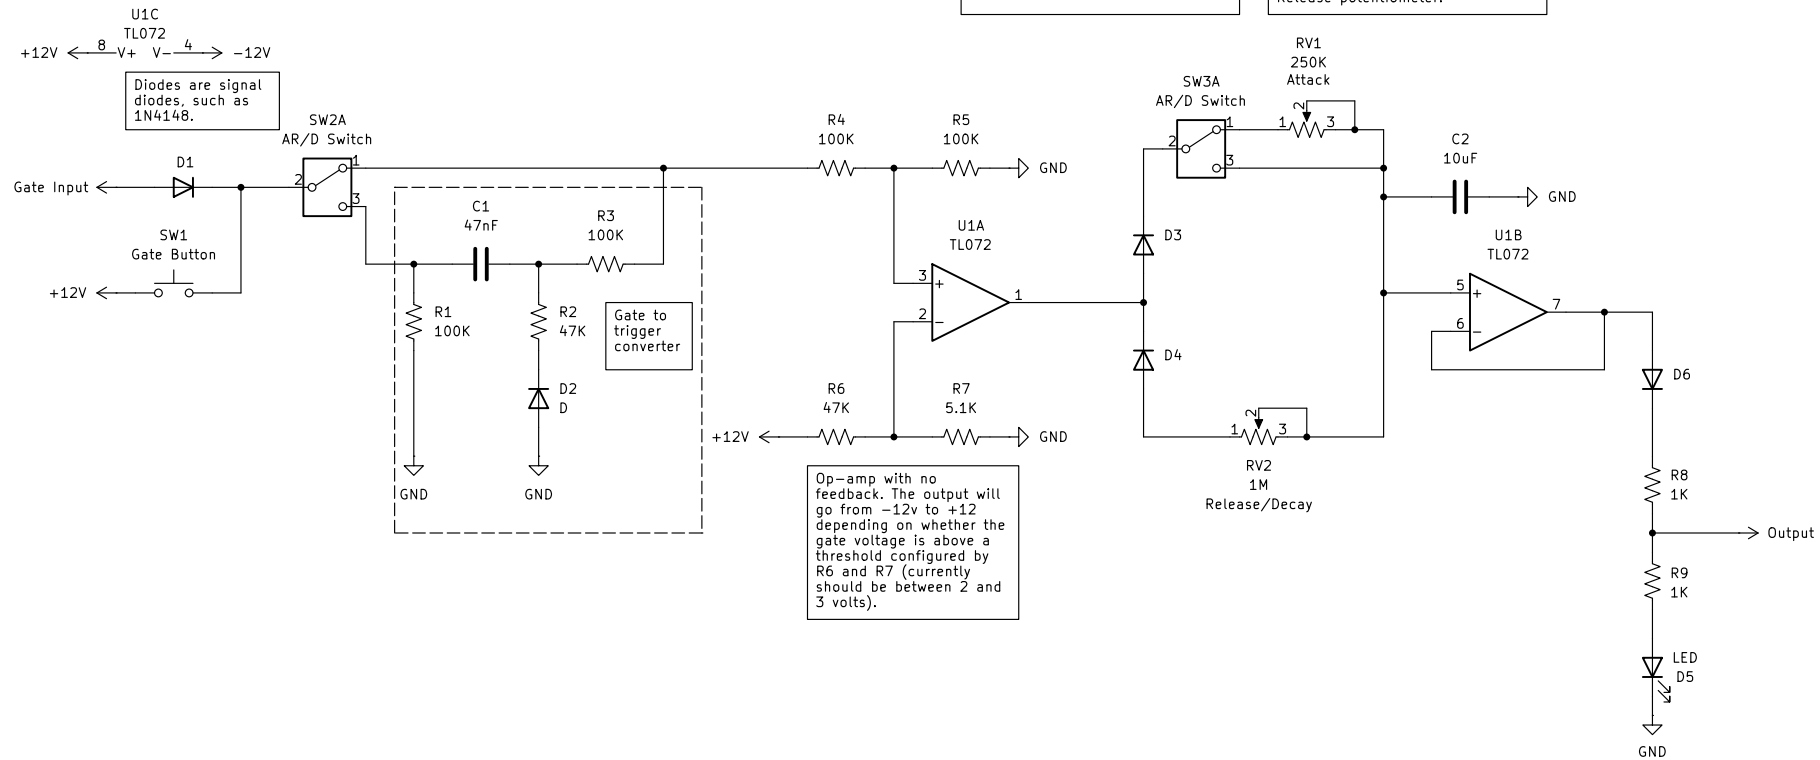 Release potentiometer.
U1C
TL072
+12V
8
V+
V-
4
-12V
Diodes are signal
diodes, such as
1N4148.
SW2A
AR/D Switch
D1
Gate Input
2
1
3
SW1
Gate Button
+12V
C1
47nF
R3
100K
R1
100K
R2
47K
Gate to
trigger
converter
D2
D
GND
GND
R4
100K
R5
100K
GND
U1A
TL072
3
+
2
-
1
R6
47K
R7
5.1K
+12V
GND
Op-amp with no
feedback. The output will
go from -12v to +12
depending on whether the
gate voltage is above a
threshold configured by
R6 and R7 (currently
should be between 2 and
3 volts).
RV1
250K
Attack
SW3A
AR/D Switch
2
1
3
1
2
3
D3
D4
C2
10uF
GND
U1B
TL072
5
+
6
-
7
1
2
3
RV2
1M
Release/Decay
D6
R8
1K
Output
R9
1K
LED
D5
GND